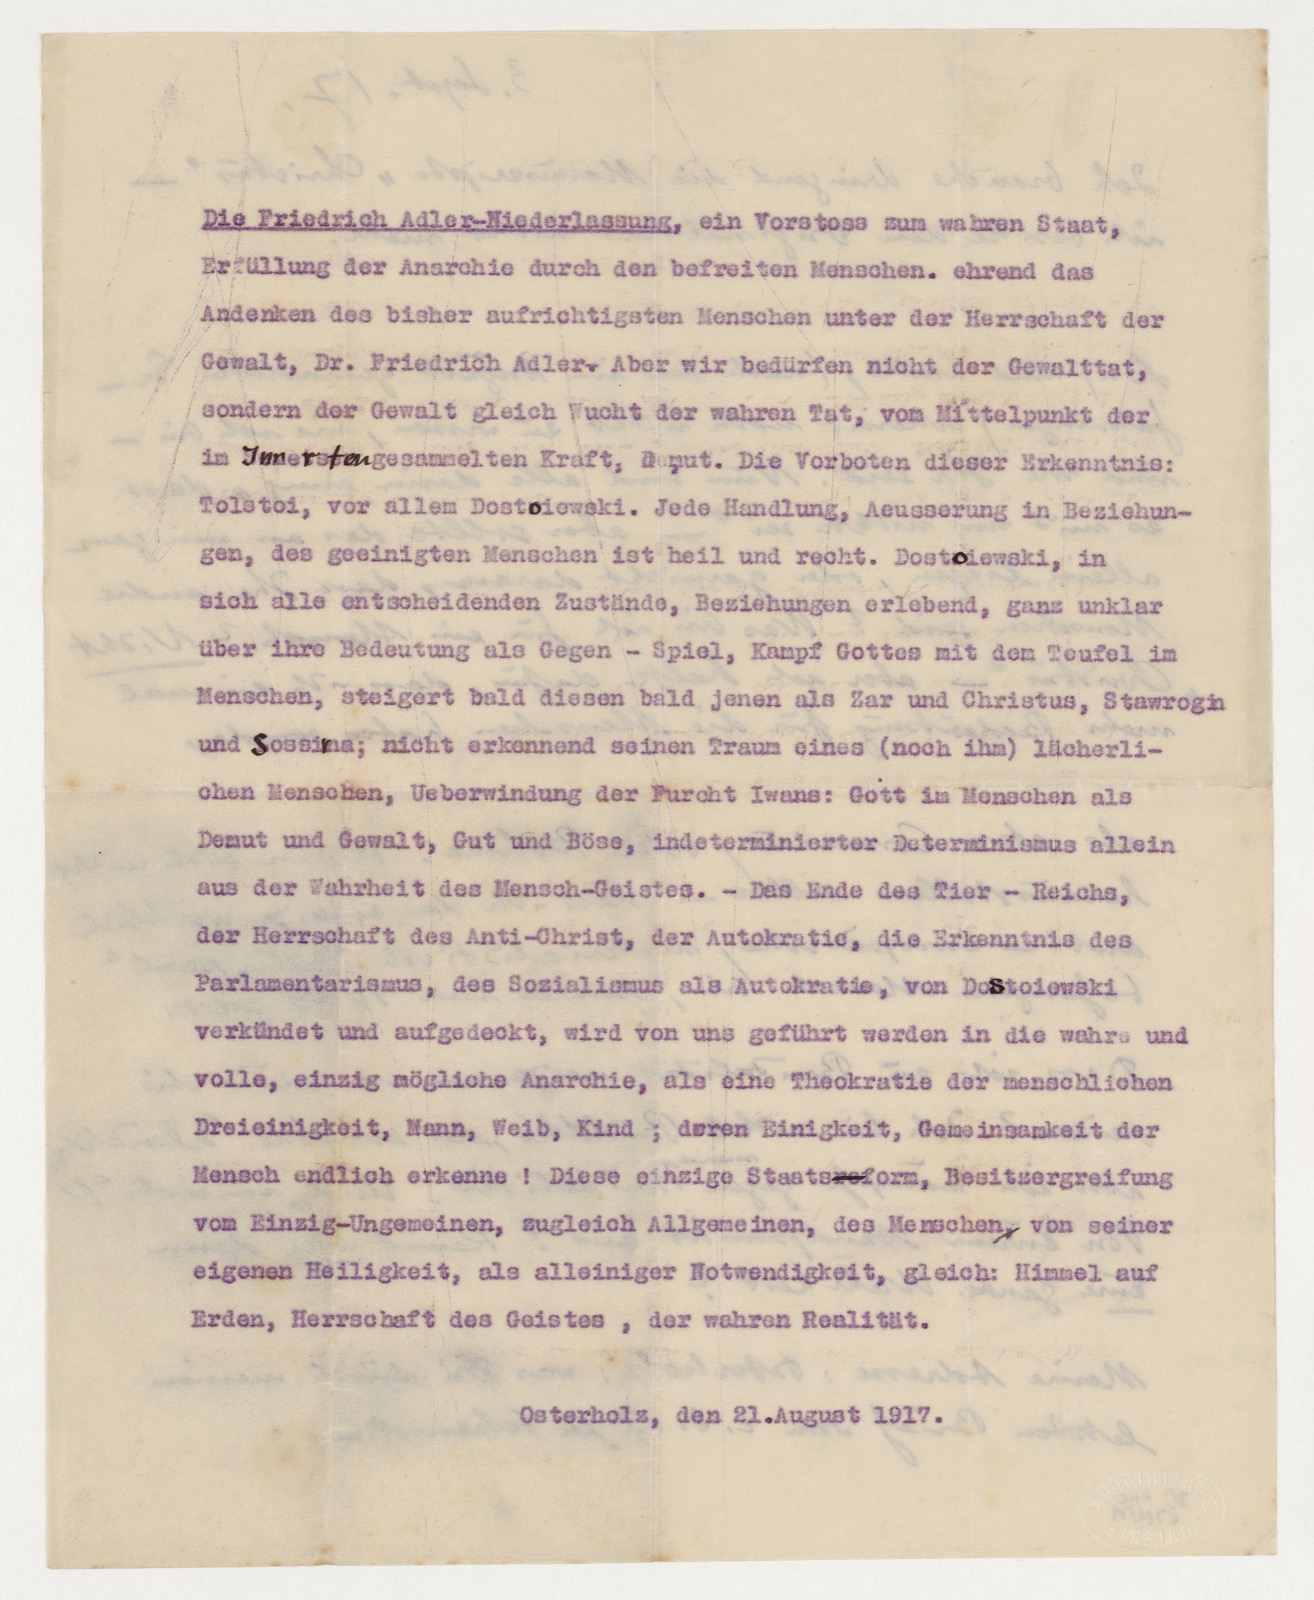 Die Friedrich Adler-Niederlassung, ein Vorstoss zum wahren Staat,
Erfüllung der Anarchie durch den befreiten Menschen. ehrend das
Andenken des bisher aufrichtigsten Menschen unter der Herrschaft der
Gewalt, Dr. Friedrich Adler. Aber wir bedürfen nicht der Gewalttat,
sondern der Gewalt gleich Wucht der wahren Tat, vom Mittelpunkt der
im Innersten gesammelten Kraft, Demut. Die Vorboten dieser Erkenntnis:
Tolstoi, vor allem Dostoiewski. Jede Handlung, Aeusserung in Beziehun-
gen, des geeinigten Menschen ist heil und recht. Dostoiewski, in
sich alle entscheidenden Zustände, Beziehungen erlebend, ganz unklar
über ihre Bedeutung als Gegen - Spiel, Kampf Gottes mit dem Teufel im
Menschen, steigert bald diesen bald jenen als Zar und Christus, Stawrogin
und Sossima; nicht erkennend seinen Traum eines (noch ihm) lächerli-
chen Menschen, Ueberwindung der Furcht Iwans: Gott im Menschen als
Demut und Gewalt, Gut und Böse, indeterminierter Determinismus allein
aus der Wahrheit des Mensch-Geistes. - Das Ende des Tier - Reichs,
der Herrschaft des Anti-Christ, der Autokratie, die Erkenntnis des
Parlamentarismus, des Sozialismus als Autokratie, von Dostoiewski
verkündet und aufgedeckt, wird von uns geführt werden in die wahre und
volle, einzig mögliche Anarchie, als eine Theokratie der menschlichen
Dreieinigkeit, Mann, Weib, Kind ; deren Einigkeit, Gemeinsamkeit der
Mensch endlich erkenne ! Diese einzige Staatsreform, Besitzergreifung
vom Einzig-Ungemeinen, zugleich Allgemeinen, des Menschen, von seiner
eigenen Heiligkeit, als alleiniger Notwendigkeit, gleich: Himmel auf
Erden, Herrschaft des Geistes , der wahren Realität.
Osterholz, den 21.August 1917.